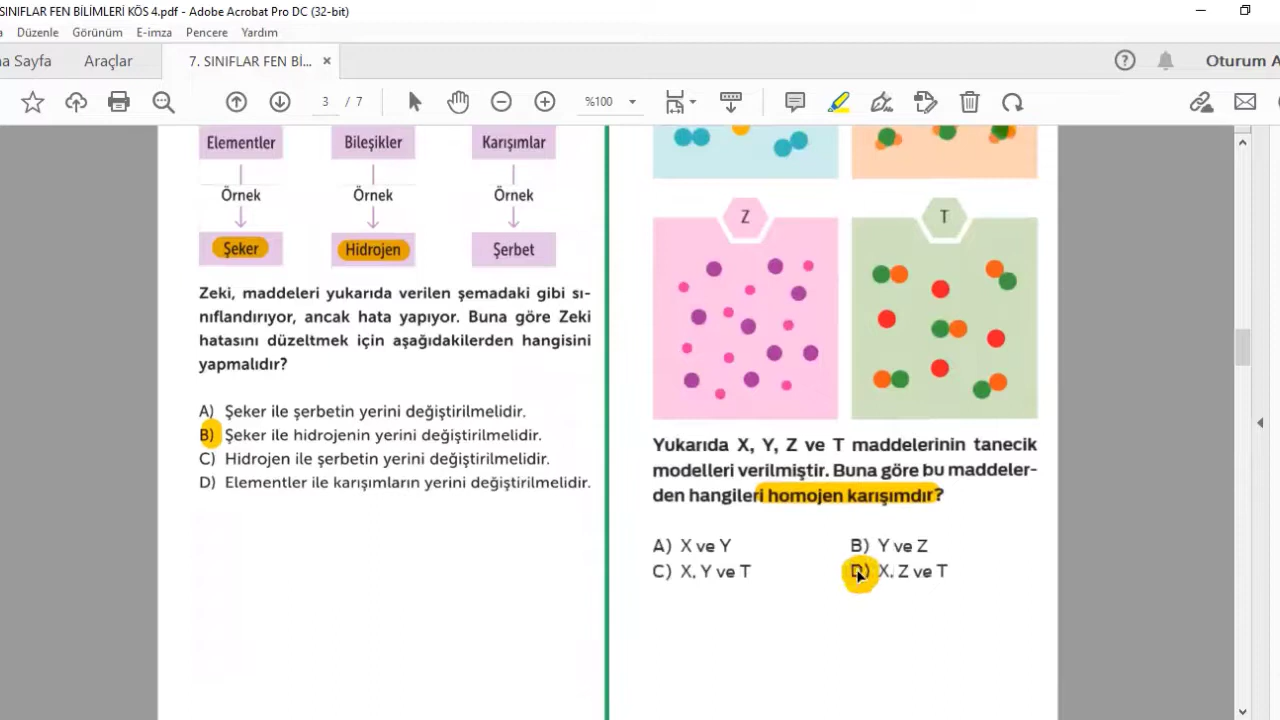 SINIFLAR FEN BİLİMLERİ KÖS 4.pdf - Adobe Acrobat Pro DC (32-bit)
Düzenle Görünüm E-imza Pencere Yardım
Sayfa Araçlar 7. SINIFLAR FEN Bİ... × Oturum A
3 / 7 %100
Elementler Bileşikler Karışımlar
Örnek Örnek Örnek
Şeker Hidrojen Şerbet
Zeki, maddeleri yukarıda verilen şemadaki gibi sı-
nıflandırıyor, ancak hata yapıyor. Buna göre Zeki
hatasını düzeltmek için aşağıdakilerden hangisini
yapmalıdır?
A) Şeker ile şerbetin yerini değiştirilmelidir.
B) Şeker ile hidrojenin yerini değiştirilmelidir.
C) Hidrojen ile şerbetin yerini değiştirilmelidir.
D) Elementler ile karışımların yerini değiştirilmelidir.
Z T
Yukarıda X, Y, Z ve T maddelerinin tanecik
modelleri verilmiştir. Buna göre bu maddeler-
den hangileri homojen karışımdır?
A) X ve Y B) Y ve Z
C) X, Y ve T D) X, Z ve T